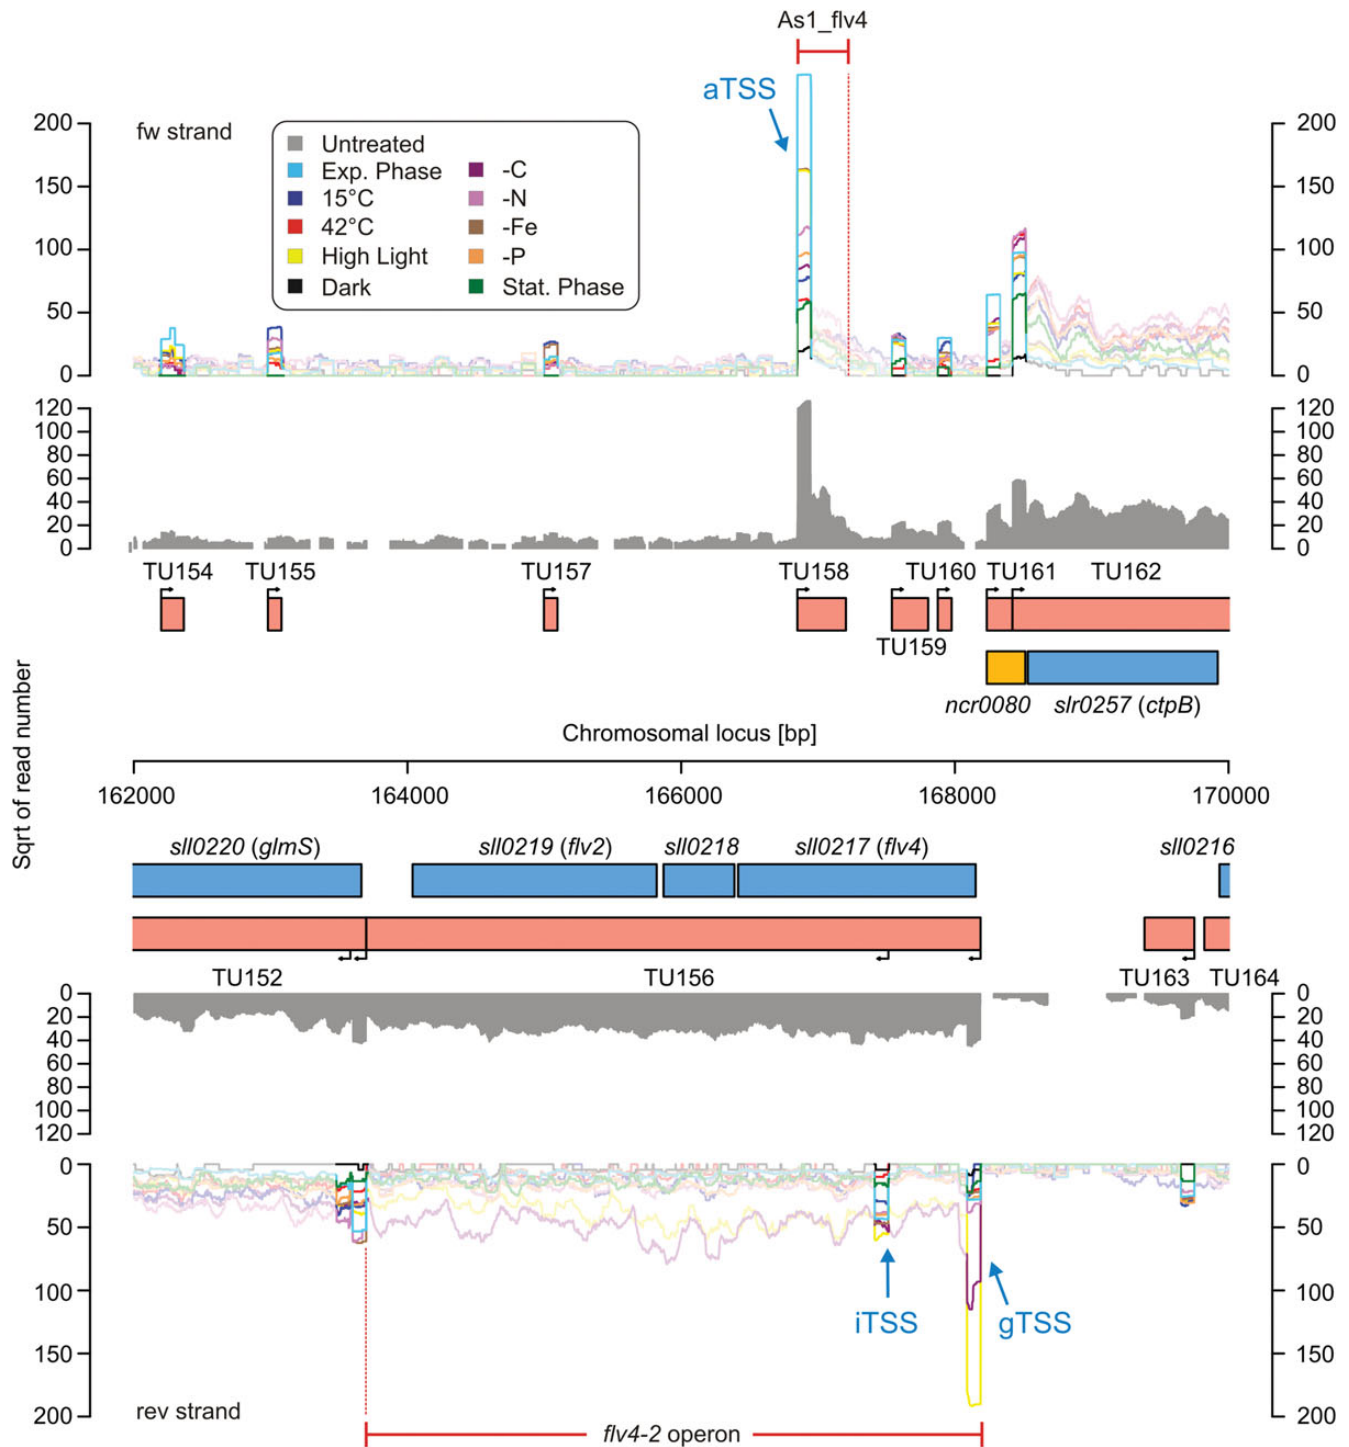 As1_flv4
aTSS
fw strand
Untreated
Exp. Phase
15°C
42°C
High Light
Dark
-C
-N
-Fe
-P
Stat. Phase
200
150
100
50
0
200
150
100
50
0
120
100
80
60
40
20
0
120
100
80
60
40
20
0
TU154 TU155 TU157 TU158 TU160 TU161 TU162
TU159
ncr0080 slr0257 (ctpB)
Sqrt of read number
Chromosomal locus [bp]
162000 164000 166000 168000 170000
sll0220 (glmS) sll0219 (flv2) sll0218 sll0217 (flv4) sll0216
TU152 TU156 TU163 TU164
0
20
40
60
80
100
120
0
20
40
60
80
100
120
0
50
100
150
200
0
50
100
150
200
iTSS gTSS
rev strand
flv4-2 operon